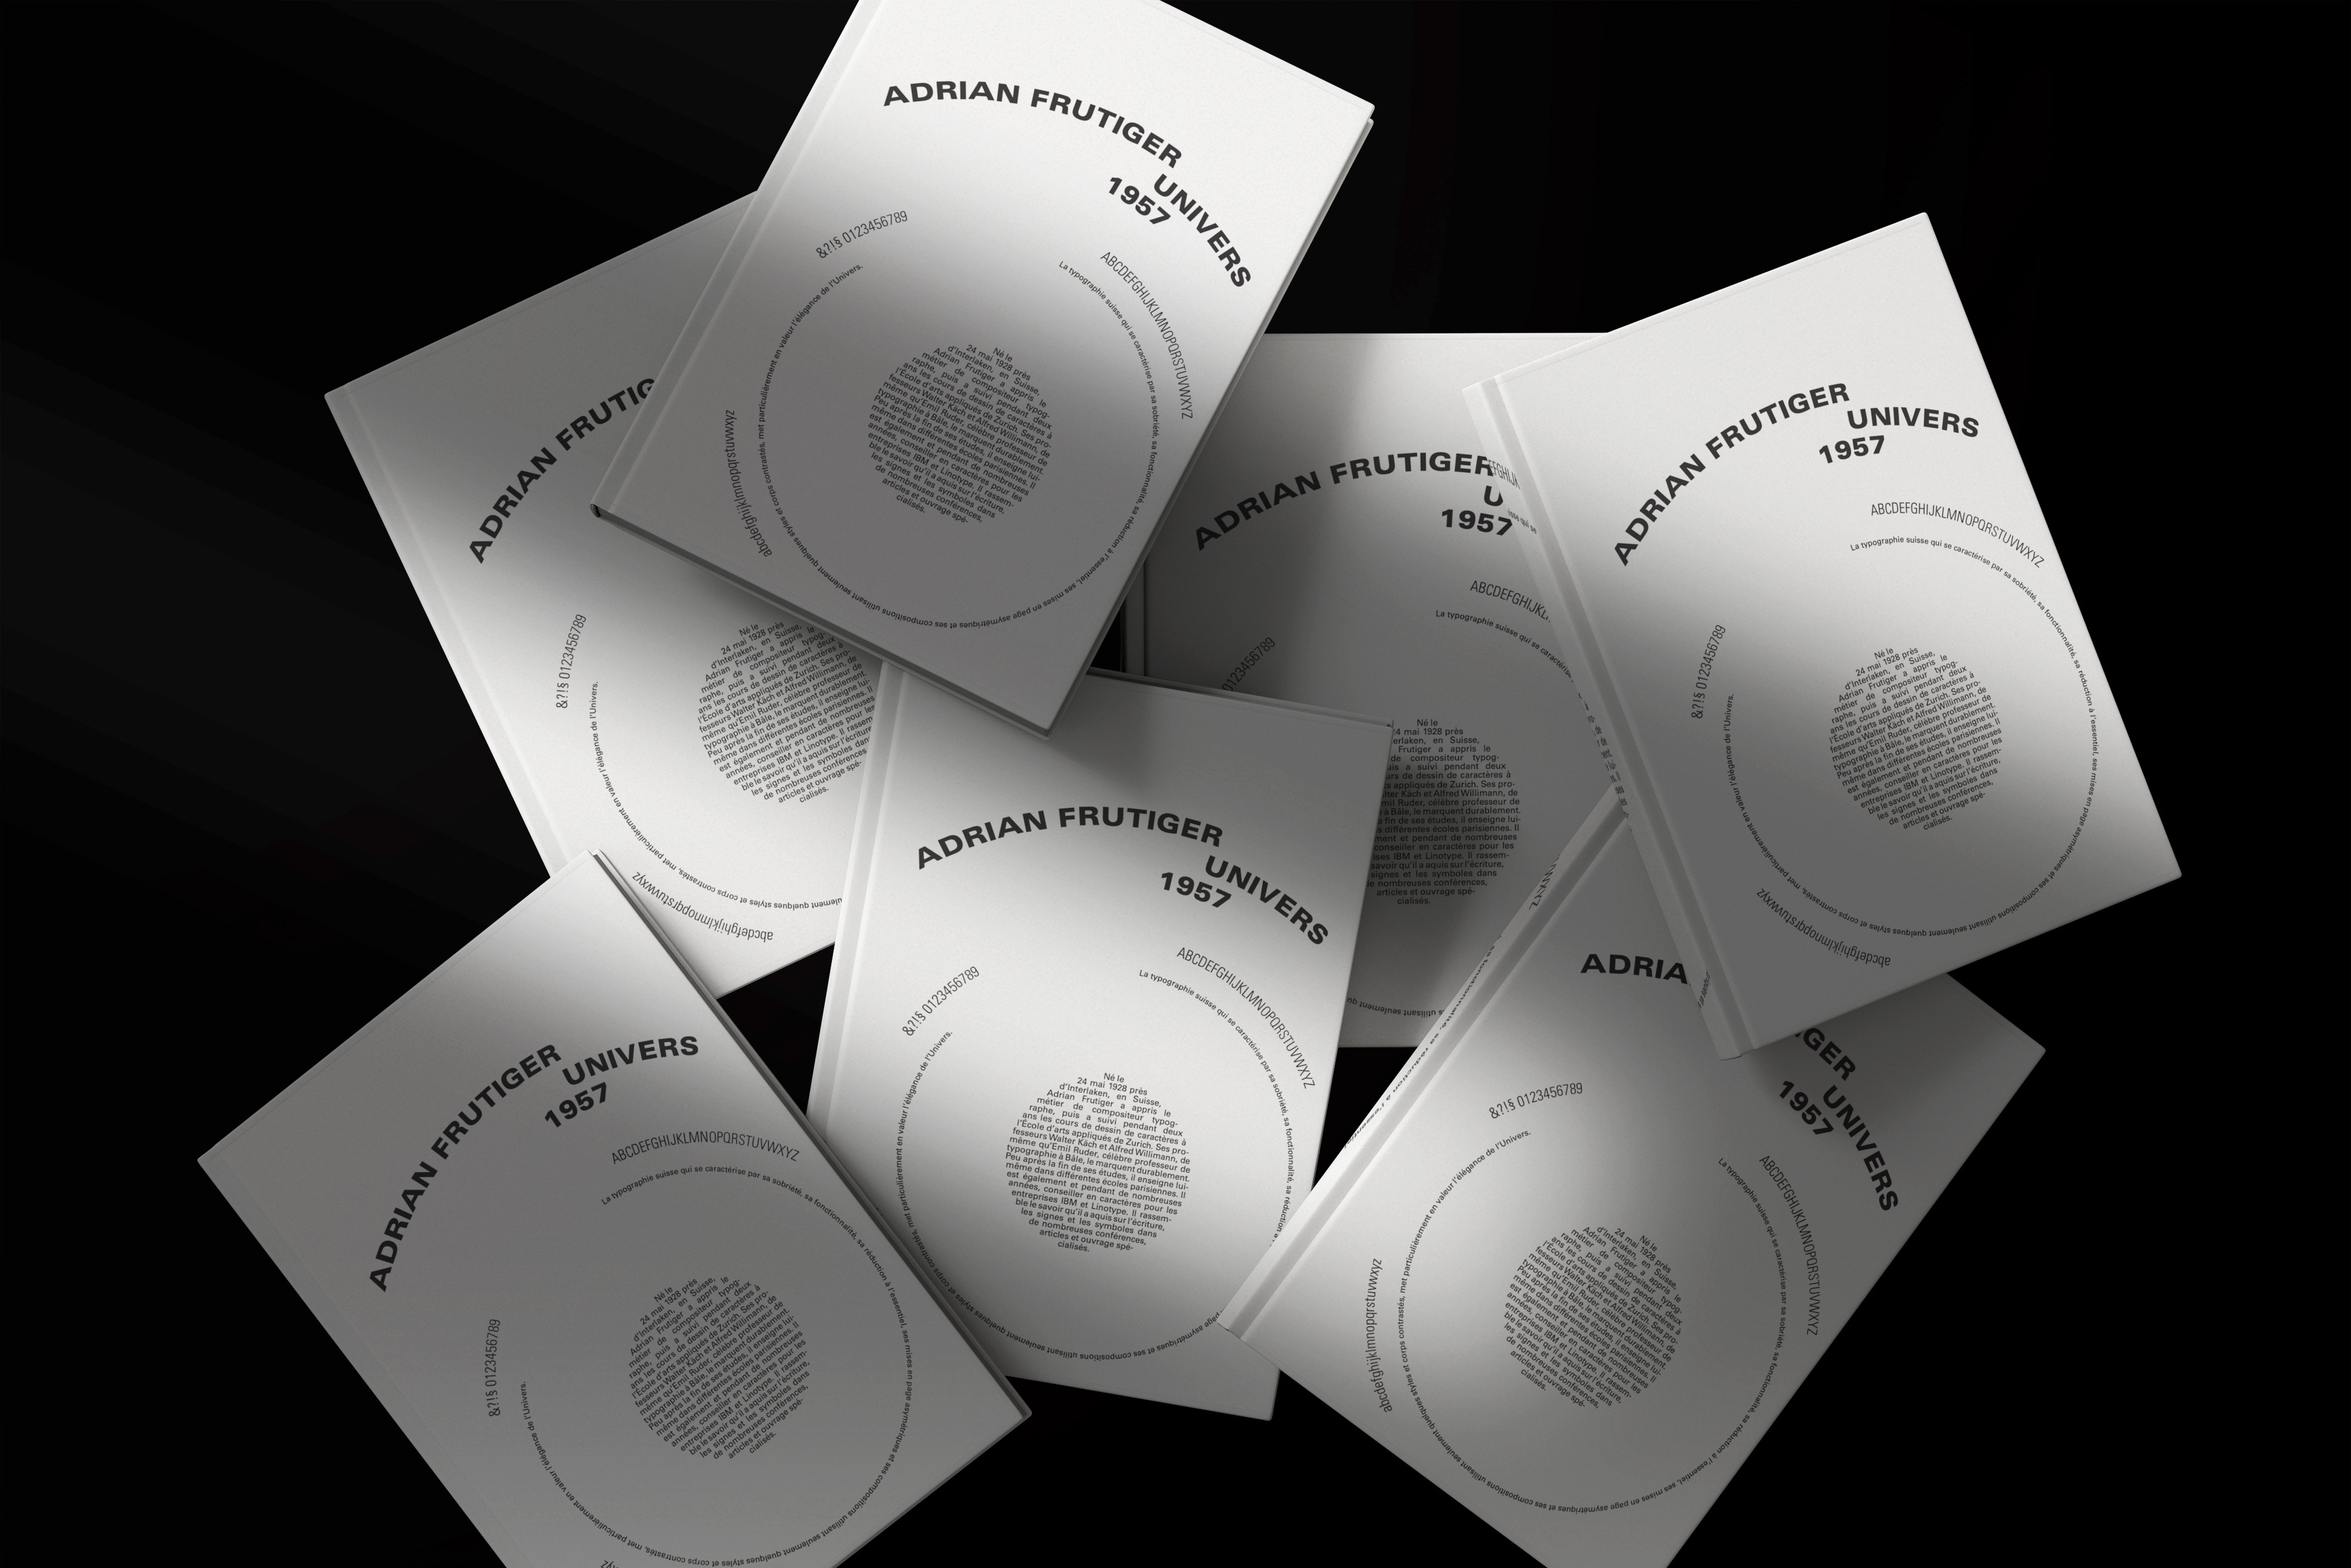 ADRIAN FRUTIGER
UNIVERS
1957
&?!§ 0123456789
ABCDEFGHIJKLMNOPQRSTUVWXYZ
abcdefghijklmnopqrstuvwxyz
La typographie suisse qui se caractérise par sa sobriété, sa fonctionnalité, sa réduction à l'essentiel, ses mises en page asymétriques et ses compositions utilisant seulement quelques styles et corps contrastés, met particulièrement en valeur l'élégance de l'Univers.
Né le
24 mai 1928 près
d'Interlaken, en Suisse,
Adrian Frutiger a appris le
métier de compositeur typog-
raphe, puis a suivi pendant deux
ans les cours de dessin de caractères à
l'École d'arts appliqués de Zurich. Ses pro-
fesseurs Walter Käch et Alfred Willimann, de
même qu'Emil Ruder, célèbre professeur de
typographie à Bâle, le marquent durablement.
Peu après la fin de ses études, il enseigne lui-
même dans différentes écoles parisiennes. Il
est également et pendant de nombreuses
années, conseiller en caractères pour les
entreprises IBM et Linotype. Il rassem-
ble le savoir qu'il a aquis sur l'écriture,
les signes et les symboles dans
de nombreuses conférences,
articles et ouvrage spé-
cialisés.